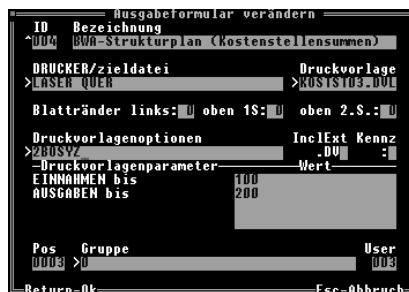 Ausgabeformular verändern
ID Bezeichnung
^004 BWA-Strukturplan (Kostenstellensummen)
DRUCKER/zieldatei Druckvorlage
>LASER QUER >KOSTST03.DVL
Blattränder links: 0 oben 1S: 0 oben 2.S.: 0
Druckvorlagenoptionen InclExt Kennz
>2BOSYZ_ .DV :
Druckvorlagenparameter Wert
EINNAHMEN bis 100
AUSGABEN bis 200
Pos Gruppe User
0003 >0 003
Return-Ok Esc-Abbruch